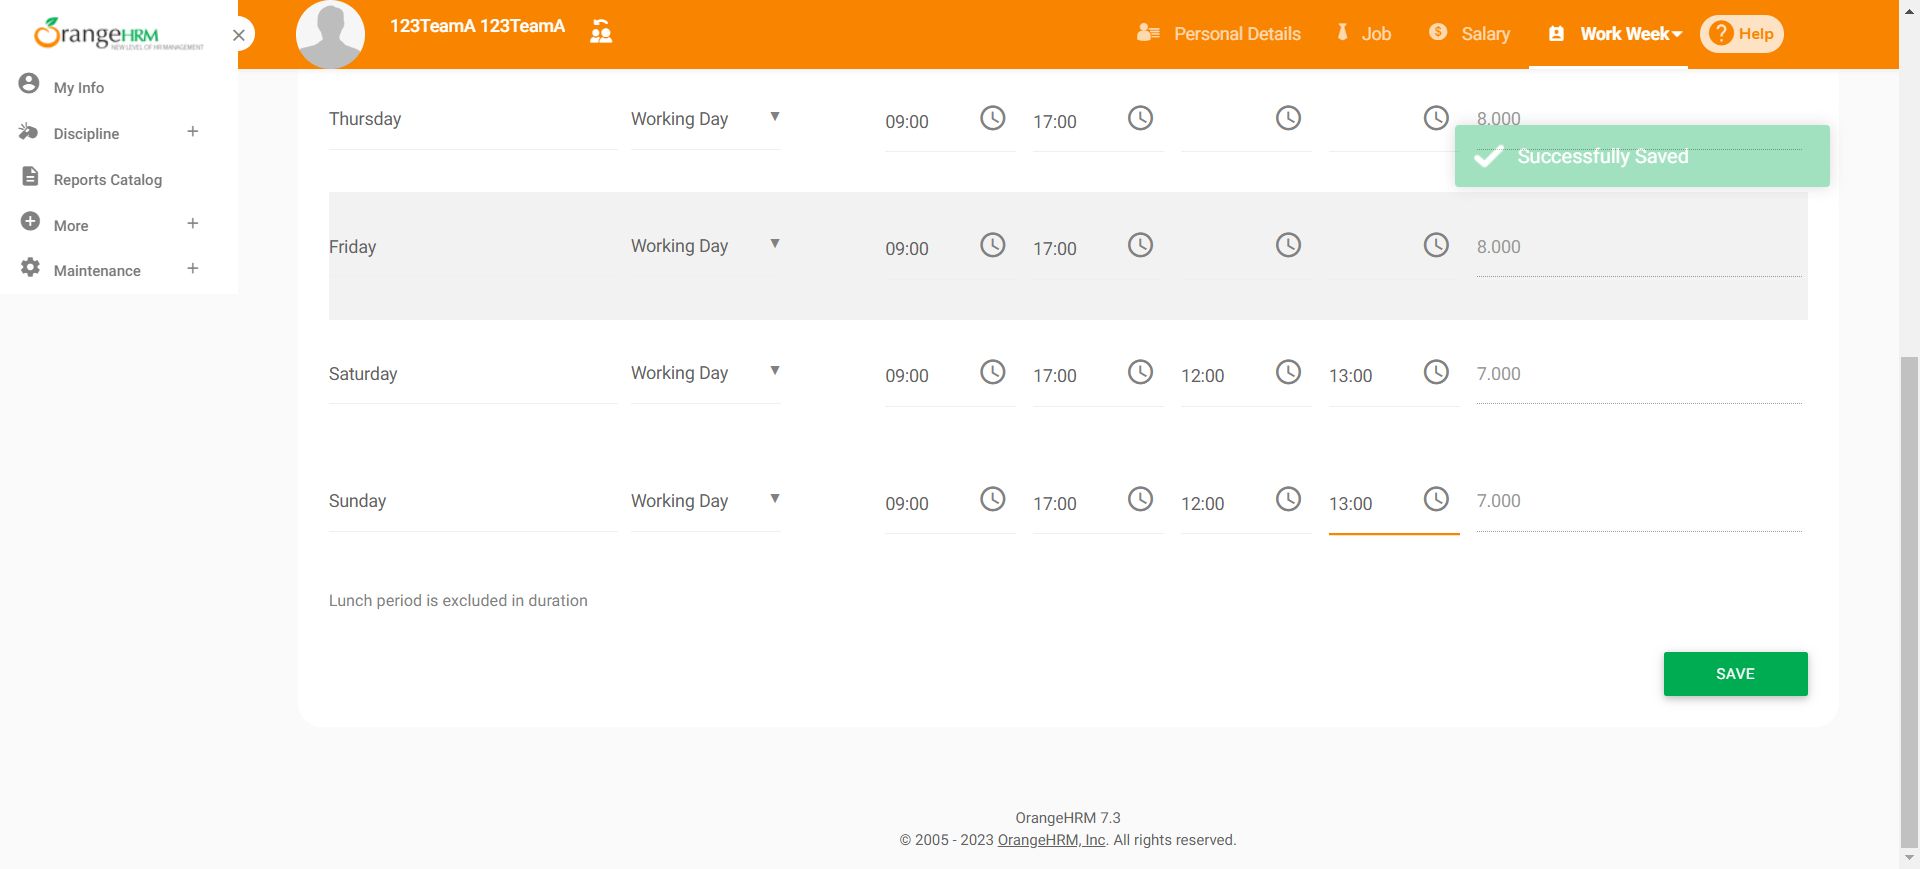 OrangeHRM
NEW LEVEL OF HR MANAGEMENT
My Info
Discipline
Reports Catalog
More
Maintenance
123TeamA 123TeamA
Personal Details
Job
Salary
Work Week
? Help
Thursday Working Day 09:00 17:00 8.000
Successfully Saved
Friday Working Day 09:00 17:00 8.000
Saturday Working Day 09:00 17:00 12:00 13:00 7.000
Sunday Working Day 09:00 17:00 12:00 13:00 7.000
Lunch period is excluded in duration
SAVE
OrangeHRM 7.3
© 2005 - 2023 OrangeHRM, Inc. All rights reserved.